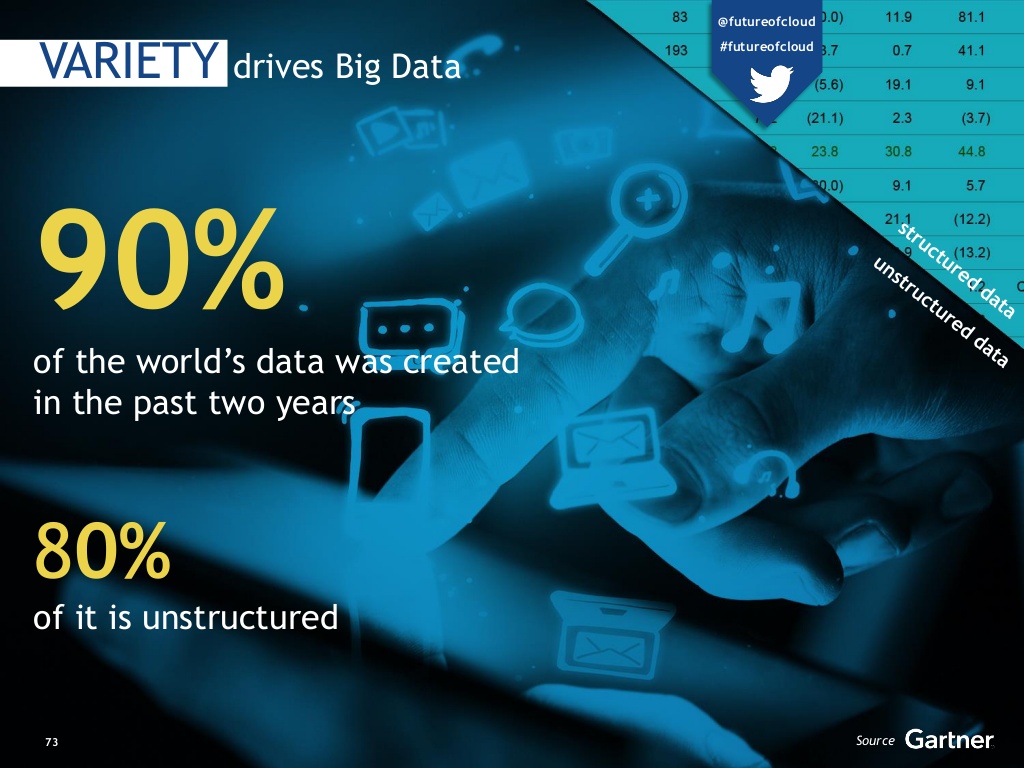 VARIETY drives Big Data
@futureofcloud
#futureofcloud
83 11.9 81.1
193 0.7 41.1
(5.6) 19.1 9.1
(21.1) 2.3 (3.7)
23.8 30.8 44.8
9.1 5.7
21.1 (12.2)
(13.2)
structured data
unstructured data
90%
of the world’s data was created
in the past two years
80%
of it is unstructured
73
Source Gartner